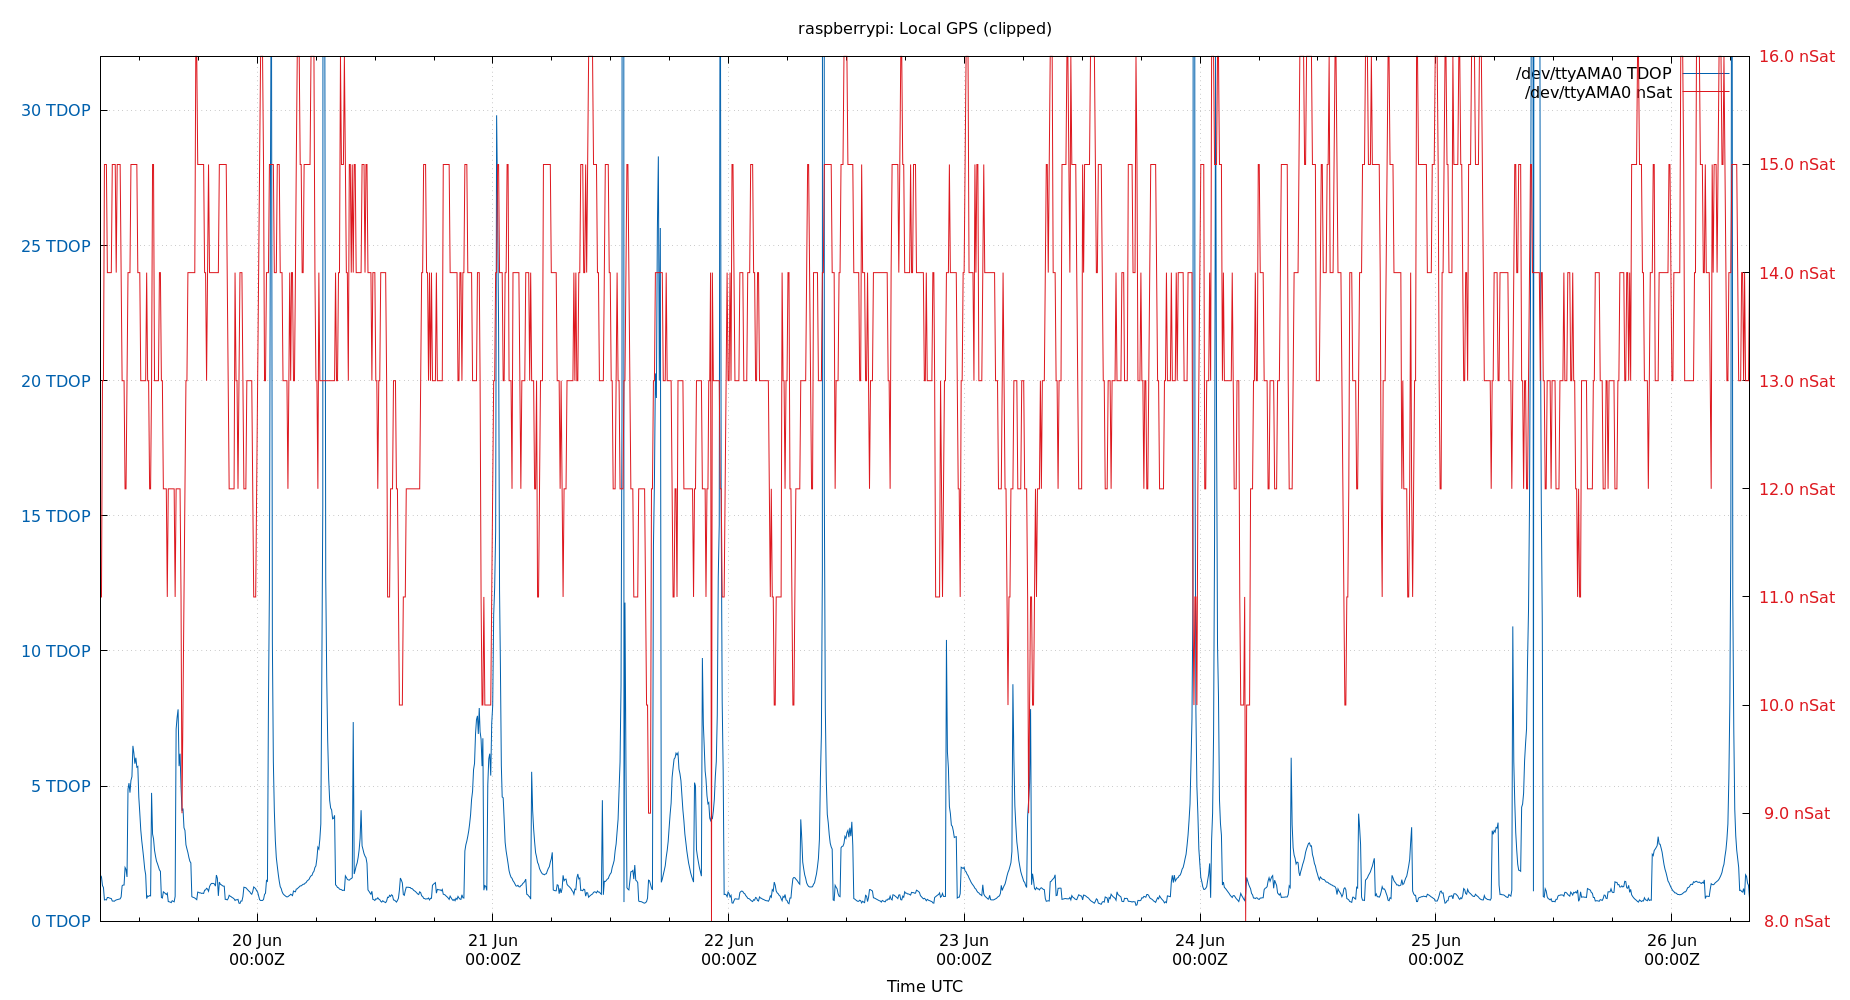 raspberrypi: Local GPS (clipped)
/dev/ttyAMA0 TDOP
/dev/ttyAMA0 nSat
30 TDOP
25 TDOP
20 TDOP
15 TDOP
10 TDOP
5 TDOP
0 TDOP
16.0 nSat
15.0 nSat
14.0 nSat
13.0 nSat
12.0 nSat
11.0 nSat
10.0 nSat
9.0 nSat
8.0 nSat
20 Jun
00:00Z
21 Jun
00:00Z
22 Jun
00:00Z
23 Jun
00:00Z
24 Jun
00:00Z
25 Jun
00:00Z
26 Jun
00:00Z
Time UTC